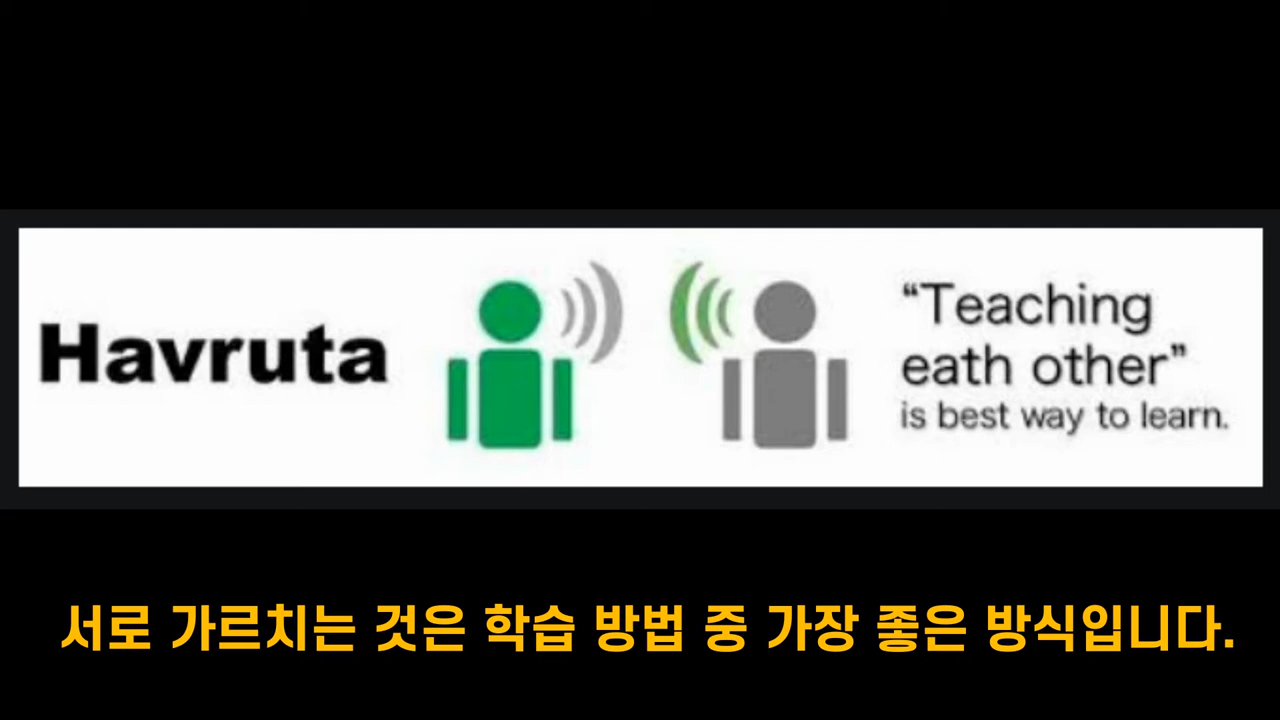 Havruta
“Teaching
eath other”
is best way to learn.
서로 가르치는 것은 학습 방법 중 가장 좋은 방식입니다.